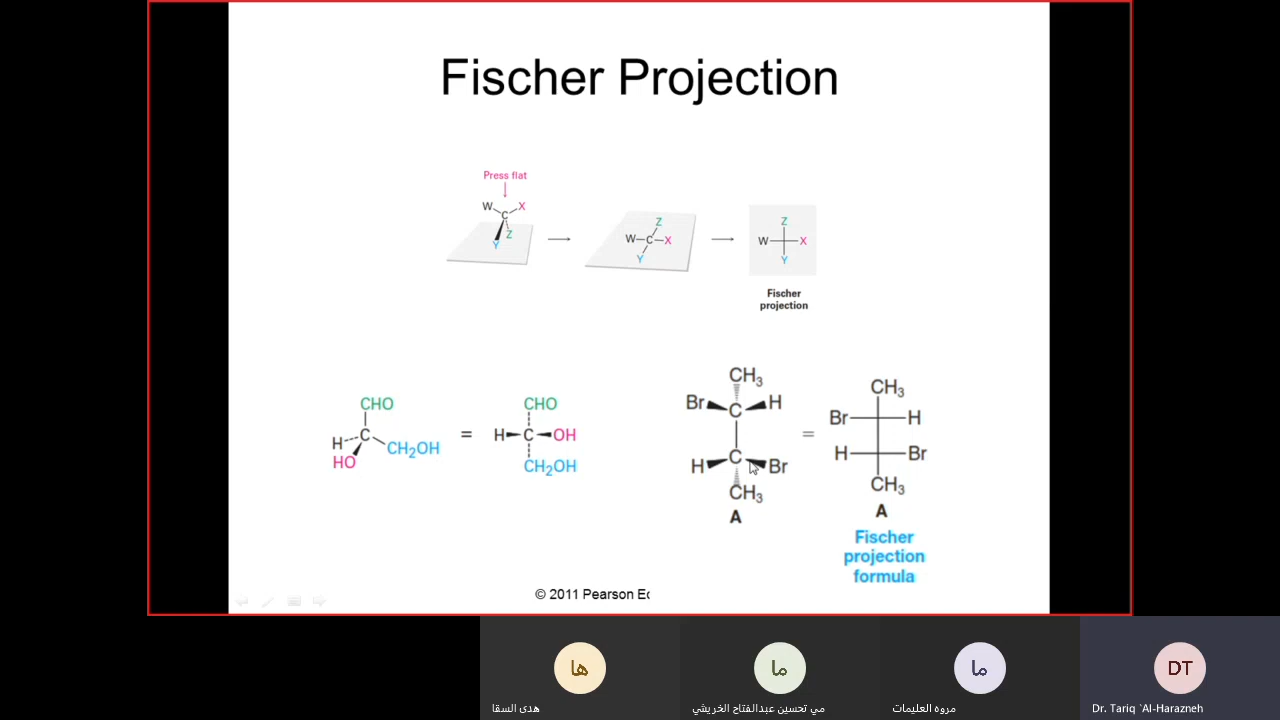 Fischer Projection
Press flat
W
X
C
Z
Y
Z
W C X
Y
Z
W X
Y
Fischer
projection
CHO
H C
HO CH2OH
=
CHO
H C OH
CH2OH
CH3
Br C H
H C Br
CH3
A
=
CH3
Br H
H Br
CH3
A
Fischer
projection
formula
© 2011 Pearson Ec
ها
هدى السقا
ما
مي تحسين عبدالفتاح الخريشي
ما
مروه العليمات
DT
Dr. Tariq `Al-Harazneh